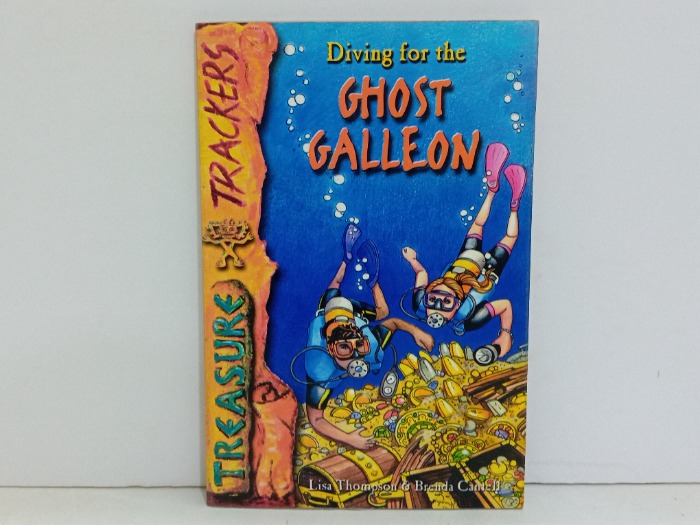 Diving for the
GHOST
GALLEON
TREASURE TRACKERS
Lisa Thompson & Brenda Cantell